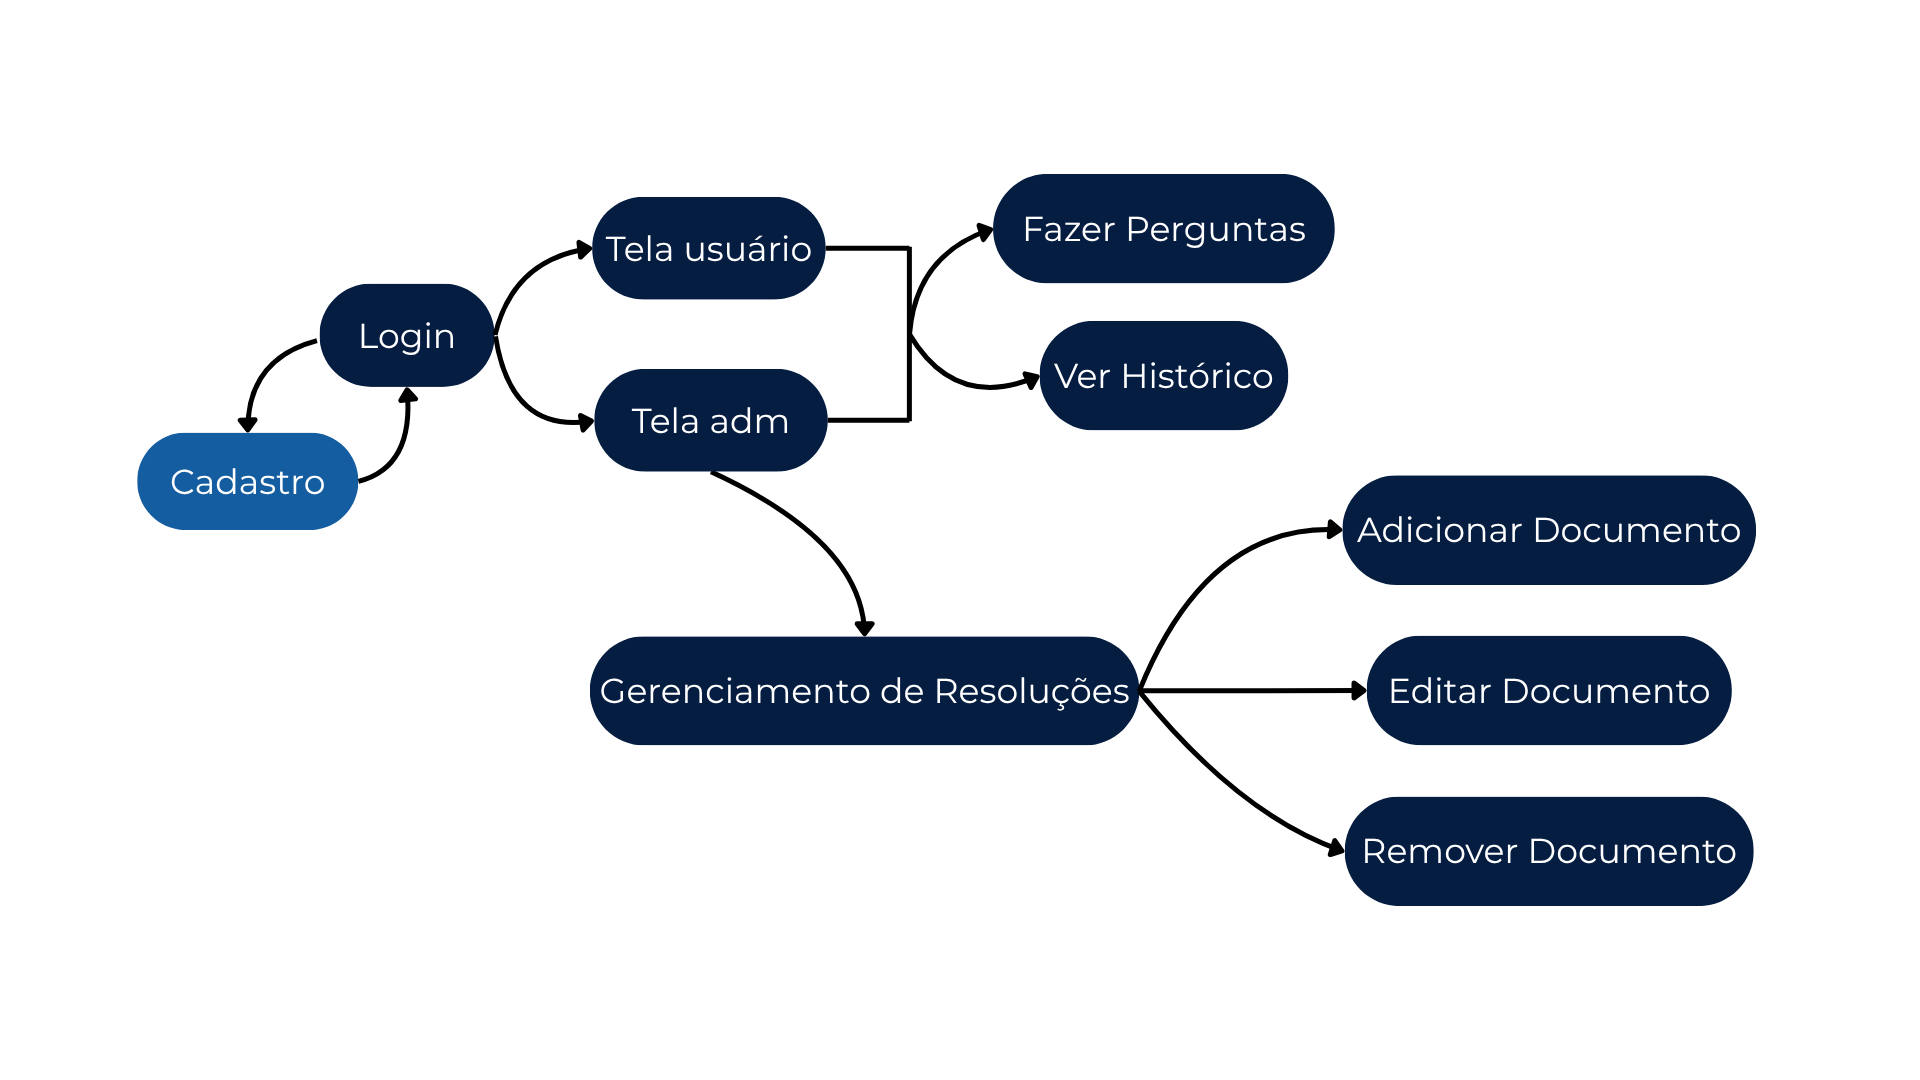 Login
Cadastro
Tela usuário
Tela adm
Fazer Perguntas
Ver Histórico
Gerenciamento de Resoluções
Adicionar Documento
Editar Documento
Remover Documento